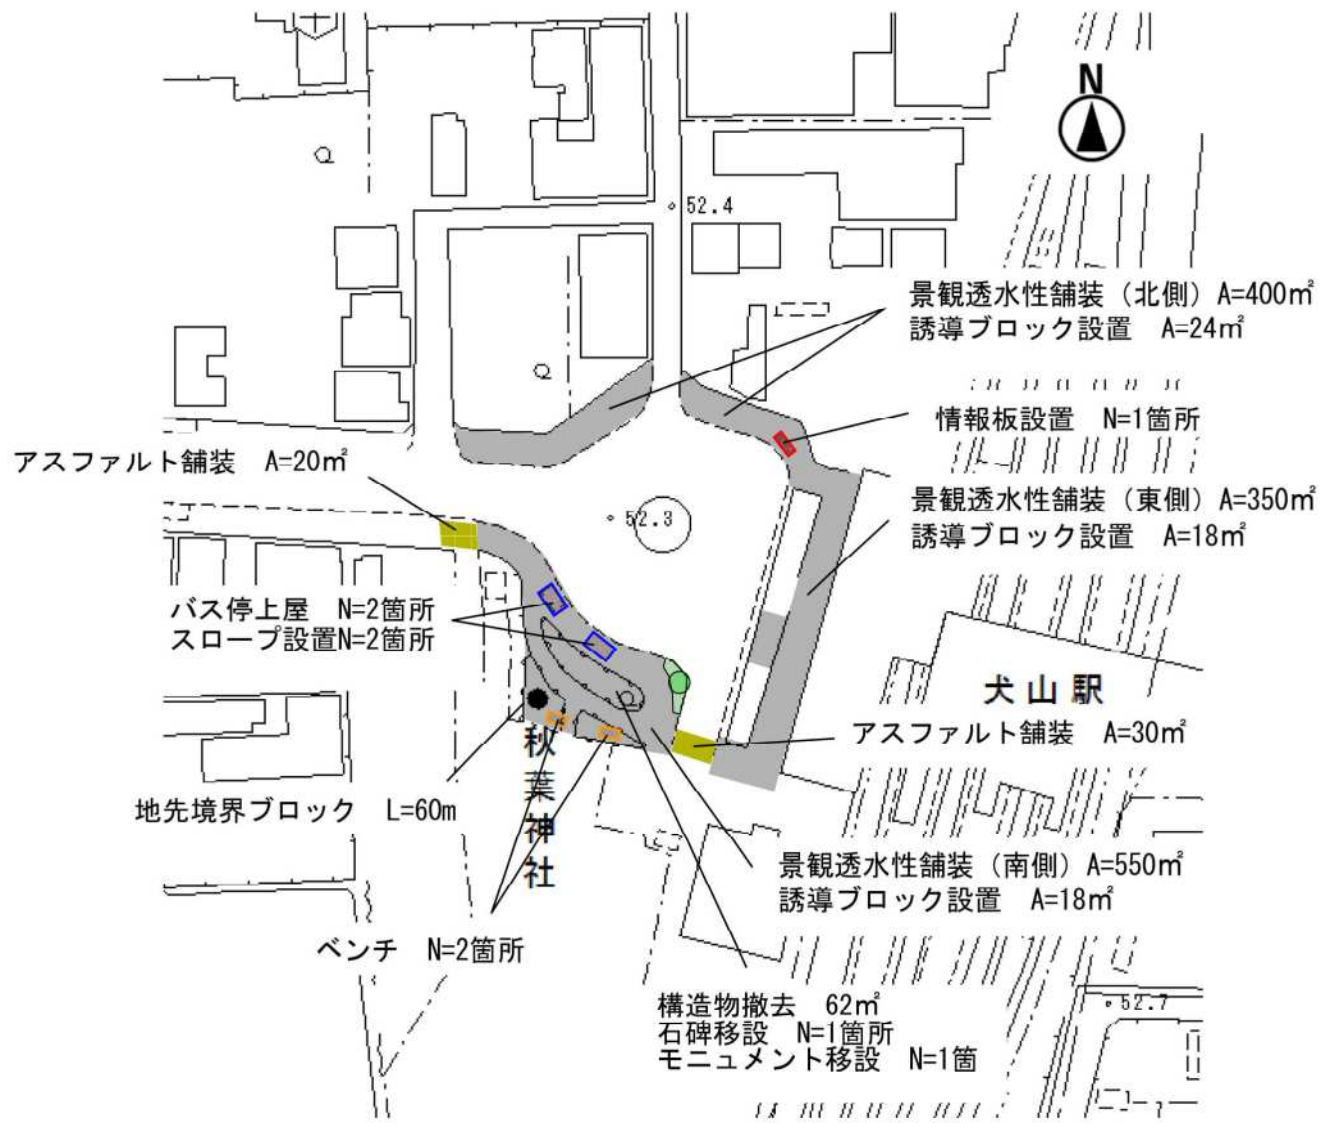 N
52.4
景観透水性舗装（北側）A=400㎡
誘導ブロック設置　A=24㎡
情報板設置　N=1箇所
アスファルト舗装　A=20㎡
景観透水性舗装（東側）A=350㎡
誘導ブロック設置　A=18㎡
52.3
バス停上屋　N=2箇所
スロープ設置N=2箇所
犬山駅
アスファルト舗装　A=30㎡
秋葉神社
地先境界ブロック　L=60m
景観透水性舗装（南側）A=550㎡
誘導ブロック設置　A=18㎡
ベンチ　N=2箇所
構造物撤去　62㎡
石碑移設　N=1箇所
モニュメント移設　N=1箇
52.7